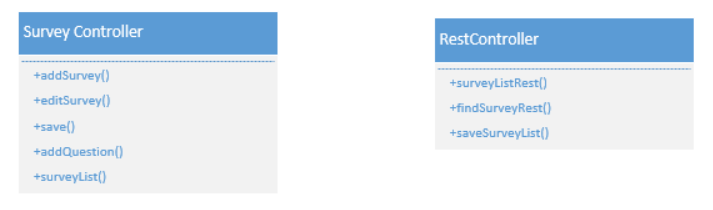 Survey Controller
+addSurvey()
+editSurvey()
+save()
+addQuestion()
+surveyList()
RestController
+surveyListRest()
+findSurveyRest()
+saveSurveyList()